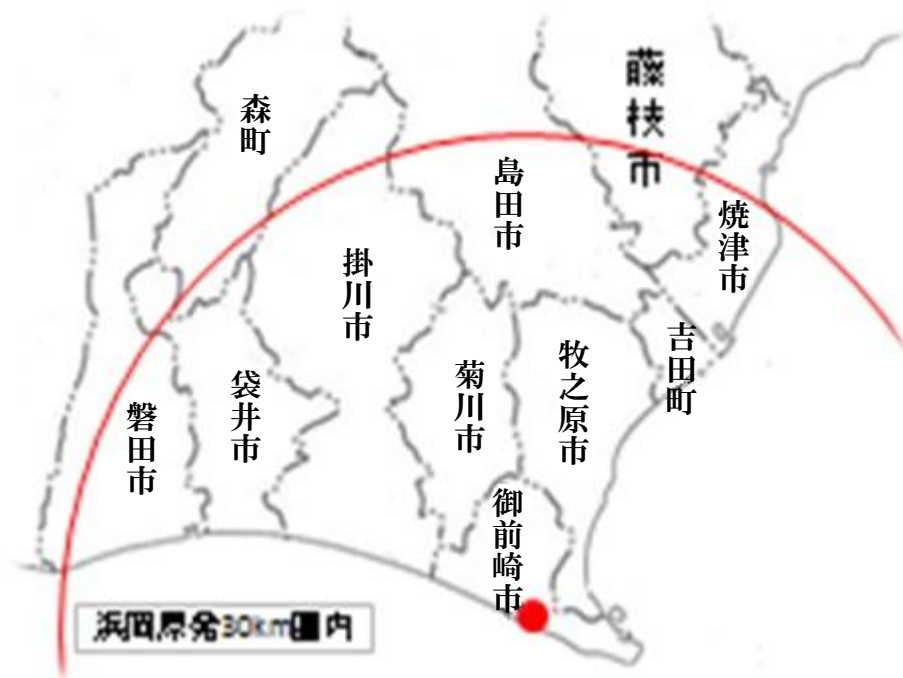 藤枝市
森町
島田市
焼津市
掛川市
吉田町
牧之原市
菊川市
袋井市
磐田市
御前崎市
浜岡原発30km圏内